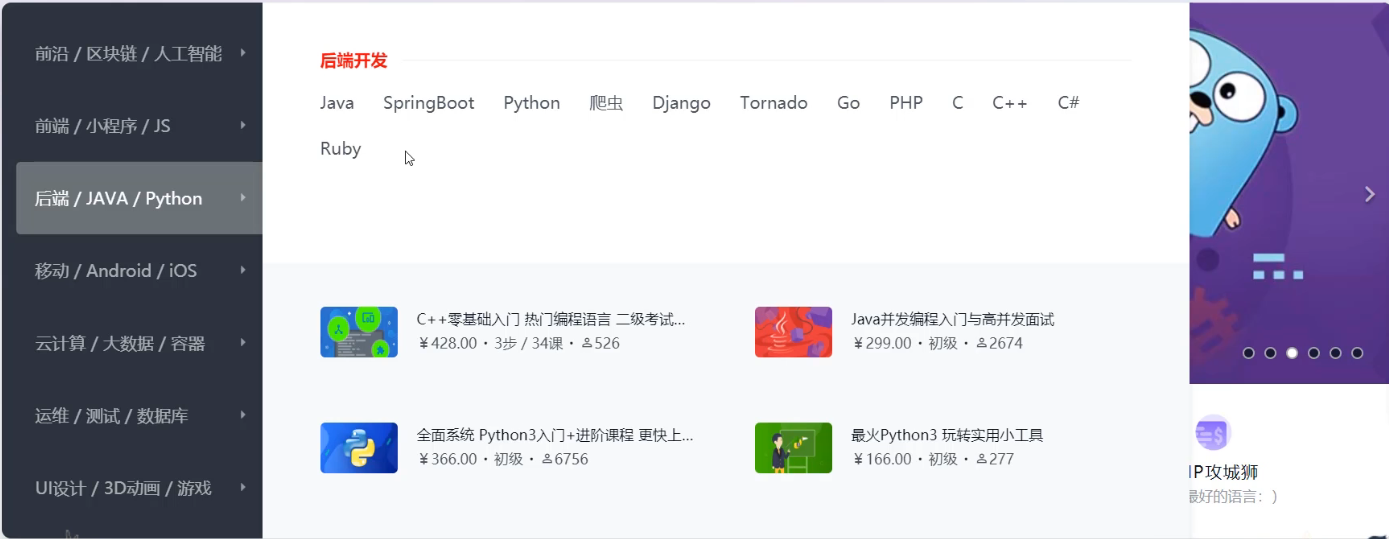 前沿 / 区块链 / 人工智能
前端 / 小程序 / JS
后端 / JAVA / Python
移动 / Android / iOS
云计算 / 大数据 / 容器
运维 / 测试 / 数据库
UI设计 / 3D动画 / 游戏
后端开发
Java SpringBoot Python 爬虫 Django Tornado Go PHP C C++ C#
Ruby
C++零基础入门 热门编程语言 二级考试...
￥428.00 · 3步 / 34课 · 526
Java并发编程入门与高并发面试
￥299.00 · 初级 · 2674
全面系统 Python3入门+进阶课程 更快上...
￥366.00 · 初级 · 6756
最火Python3 玩转实用小工具
￥166.00 · 初级 · 277
IP攻城狮
最好的语言：)